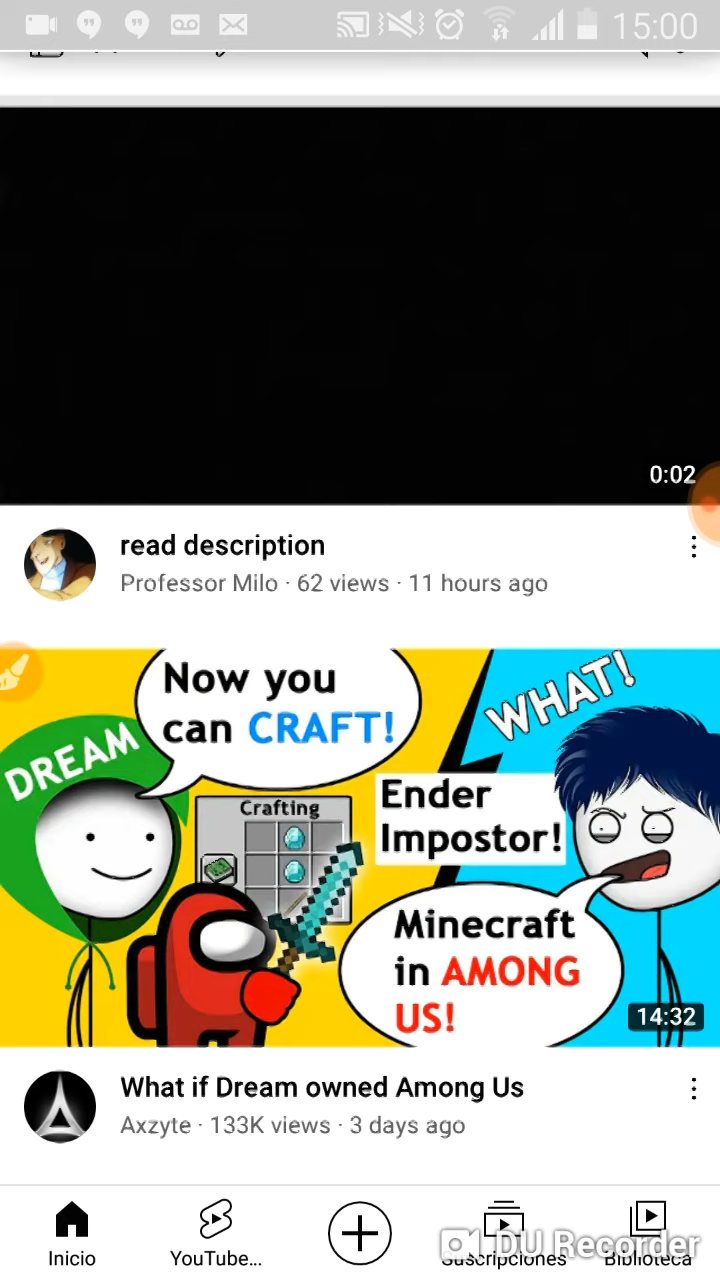 15:00
0:02
read description
Professor Milo · 62 views · 11 hours ago
Now you
can CRAFT!
WHAT!
DREAM
Crafting
Ender
Impostor!
Minecraft
in AMONG
US!
14:32
What if Dream owned Among Us
Axzyte · 133K views · 3 days ago
Inicio
YouTube...
Suscripciones
Biblioteca
DU Recorder